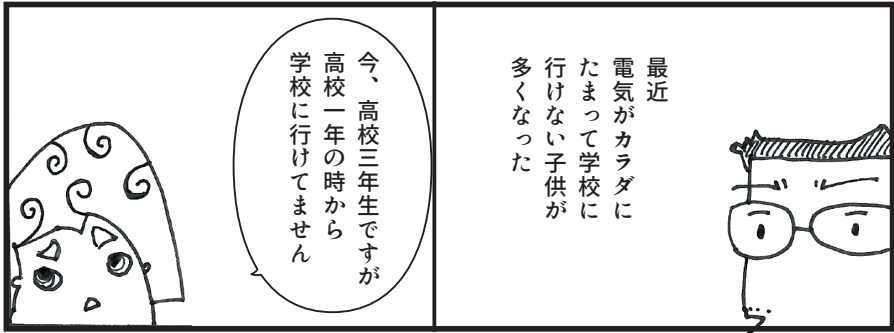 最近
電気がカラダに
たまって学校に
行けない子供が
多くなった
今、高校三年生ですが
高校一年の時から
学校に行けてません